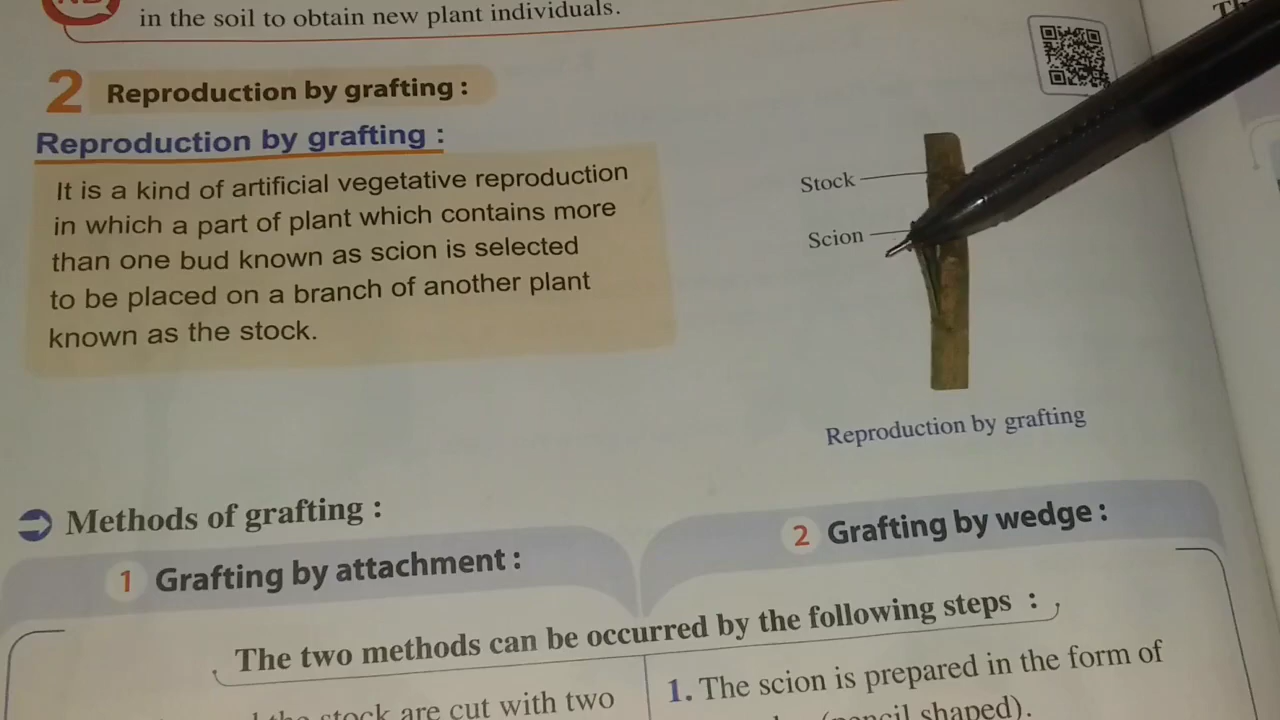 in the soil to obtain new plant individuals.
2 Reproduction by grafting :
Reproduction by grafting :
It is a kind of artificial vegetative reproduction
in which a part of plant which contains more
than one bud known as scion is selected
to be placed on a branch of another plant
known as the stock.
Stock
Scion
Reproduction by grafting
Methods of grafting :
1 Grafting by attachment :
2 Grafting by wedge :
The two methods can be occurred by the following steps :
the stock are cut with two
1. The scion is prepared in the form of
(pencil shaped).